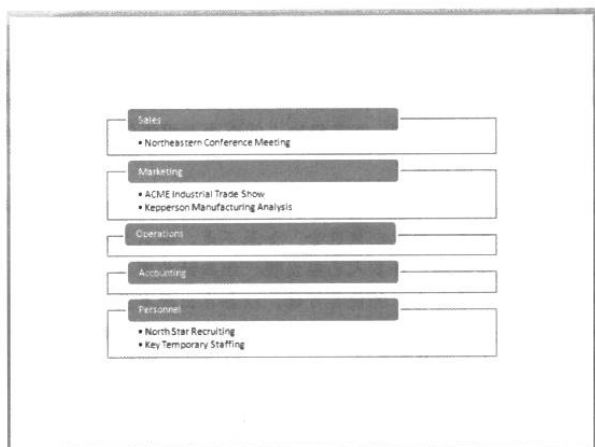 Sales
• Northeastern Conference Meeting
Marketing
• ACME Industrial Trade Show
• Kepperson Manufacturing Analysis
Operations
Accounting
Personnel
• North Star Recruiting
• Key Temporary Staffing